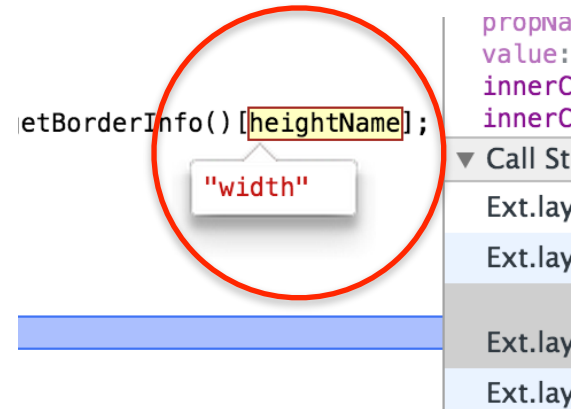 etBorderInfo()[heightName];
"width"
propNa
value:
innerC
innerC
▼ Call St
Ext.lay
Ext.lay
Ext.lay
Ext.lay